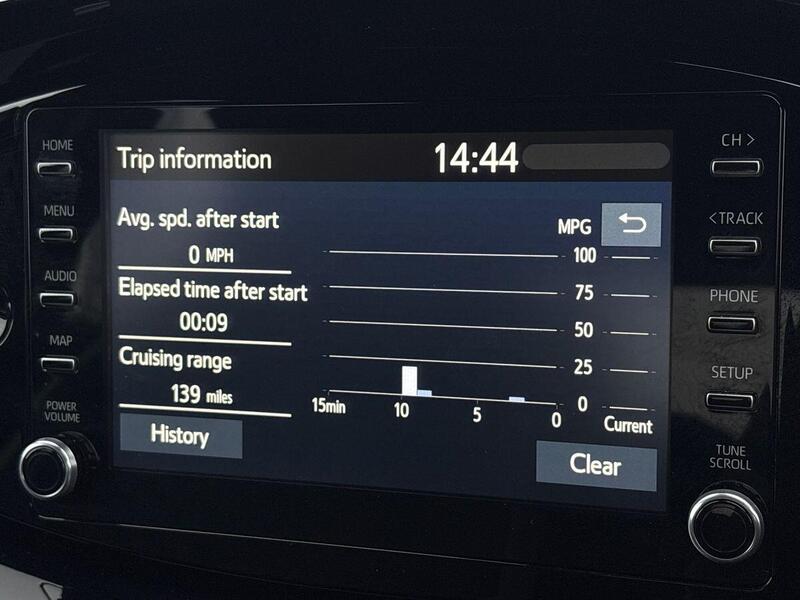 HOME
MENU
AUDIO
MAP
POWER
VOLUME
Trip information
14:44
Avg. spd. after start
0 MPH
Elapsed time after start
00:09
Cruising range
139 miles
History
MPG
100
75
50
25
0
15min
10
5
0
Current
Clear
CH >
< TRACK
PHONE
SETUP
TUNE
SCROLL